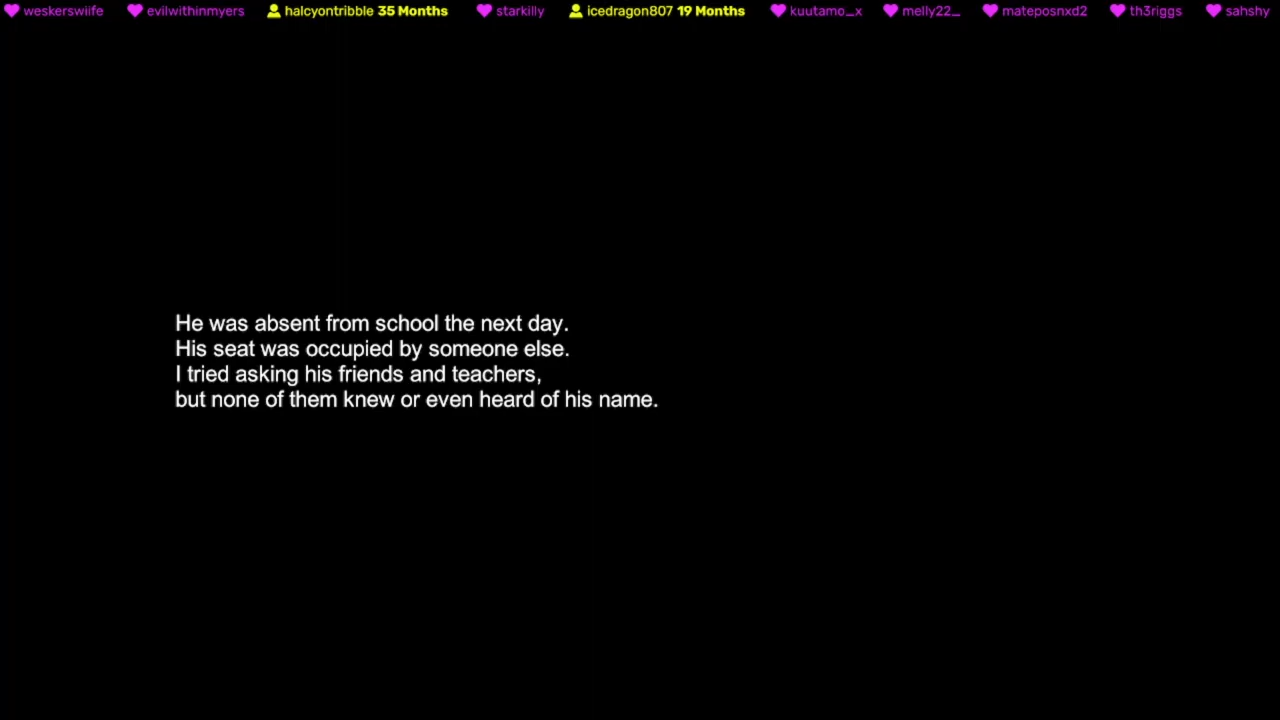 weskerswiife evilwithinmyers halcyontribble 35 Months starkilly icedragon807 19 Months kuutamo_x melly22_ mateposnxd2 th3riggs sahshy
He was absent from school the next day.
His seat was occupied by someone else.
I tried asking his friends and teachers,
but none of them knew or even heard of his name.